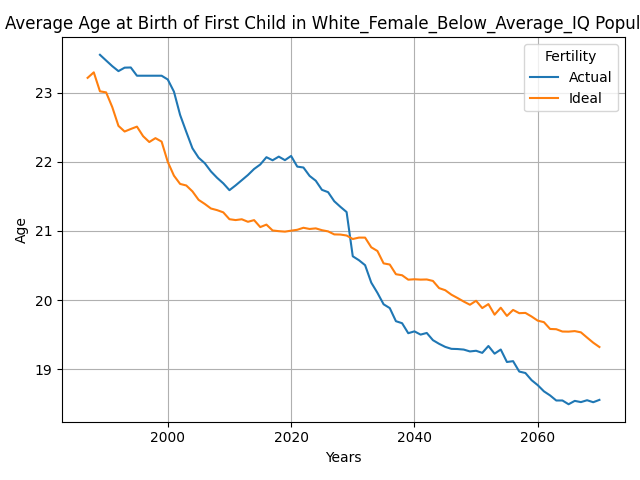 Average Age at Birth of First Child in White_Female_Below_Average_IQ Popul
Fertility
Actual
Ideal
23
22
21
20
19
Age
2000
2020
2040
2060
Years